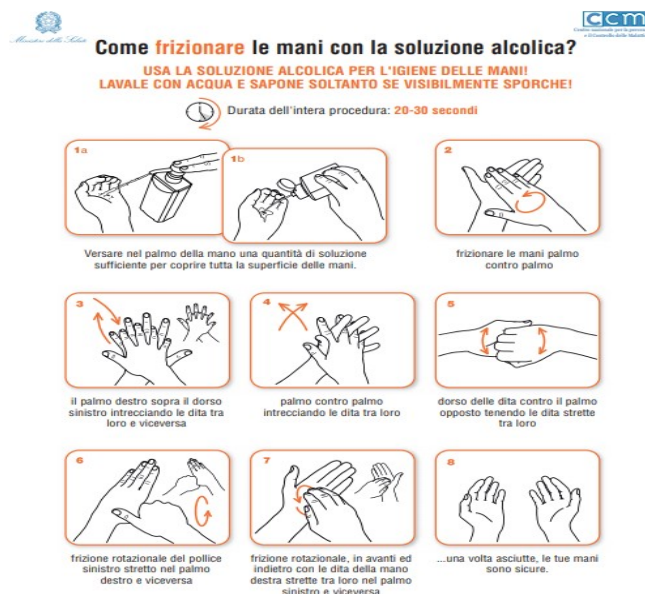 Ministero della Salute
ccm
Come frizionare le mani con la soluzione alcolica?
USA LA SOLUZIONE ALCOLICA PER L'IGIENE DELLE MANI!
LAVALE CON ACQUA E SAPONE SOLTANTO SE VISIBILMENTE SPORCHE!
Durata dell'intera procedura: 20-30 secondi
1a
1b
2
Versare nel palmo della mano una quantità di soluzione
sufficiente per coprire tutta la superficie delle mani.
frizionare le mani palmo
contro palmo
3
4
5
il palmo destro sopra il dorso
sinistro intrecciando le dita tra
loro e viceversa
palmo contro palmo
intrecciando le dita tra loro
dorso delle dita contro il palmo
opposto tenendo le dita strette
tra loro
6
7
8
frizione rotazionale del pollice
sinistro stretto nel palmo
destro e viceversa
frizione rotazionale, in avanti ed
indietro con le dita della mano
destra strette tra loro nel palmo
sinistro e viceversa
...una volta asciutte, le tue mani
sono sicure.